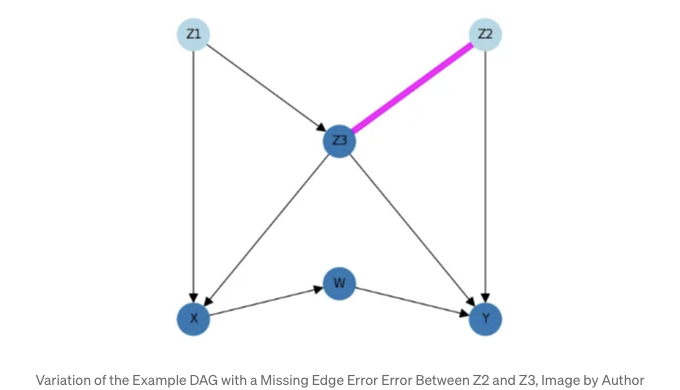 Z1
Z2
Z3
W
X
Y
Variation of the Example DAG with a Missing Edge Error Error Between Z2 and Z3, Image by Author